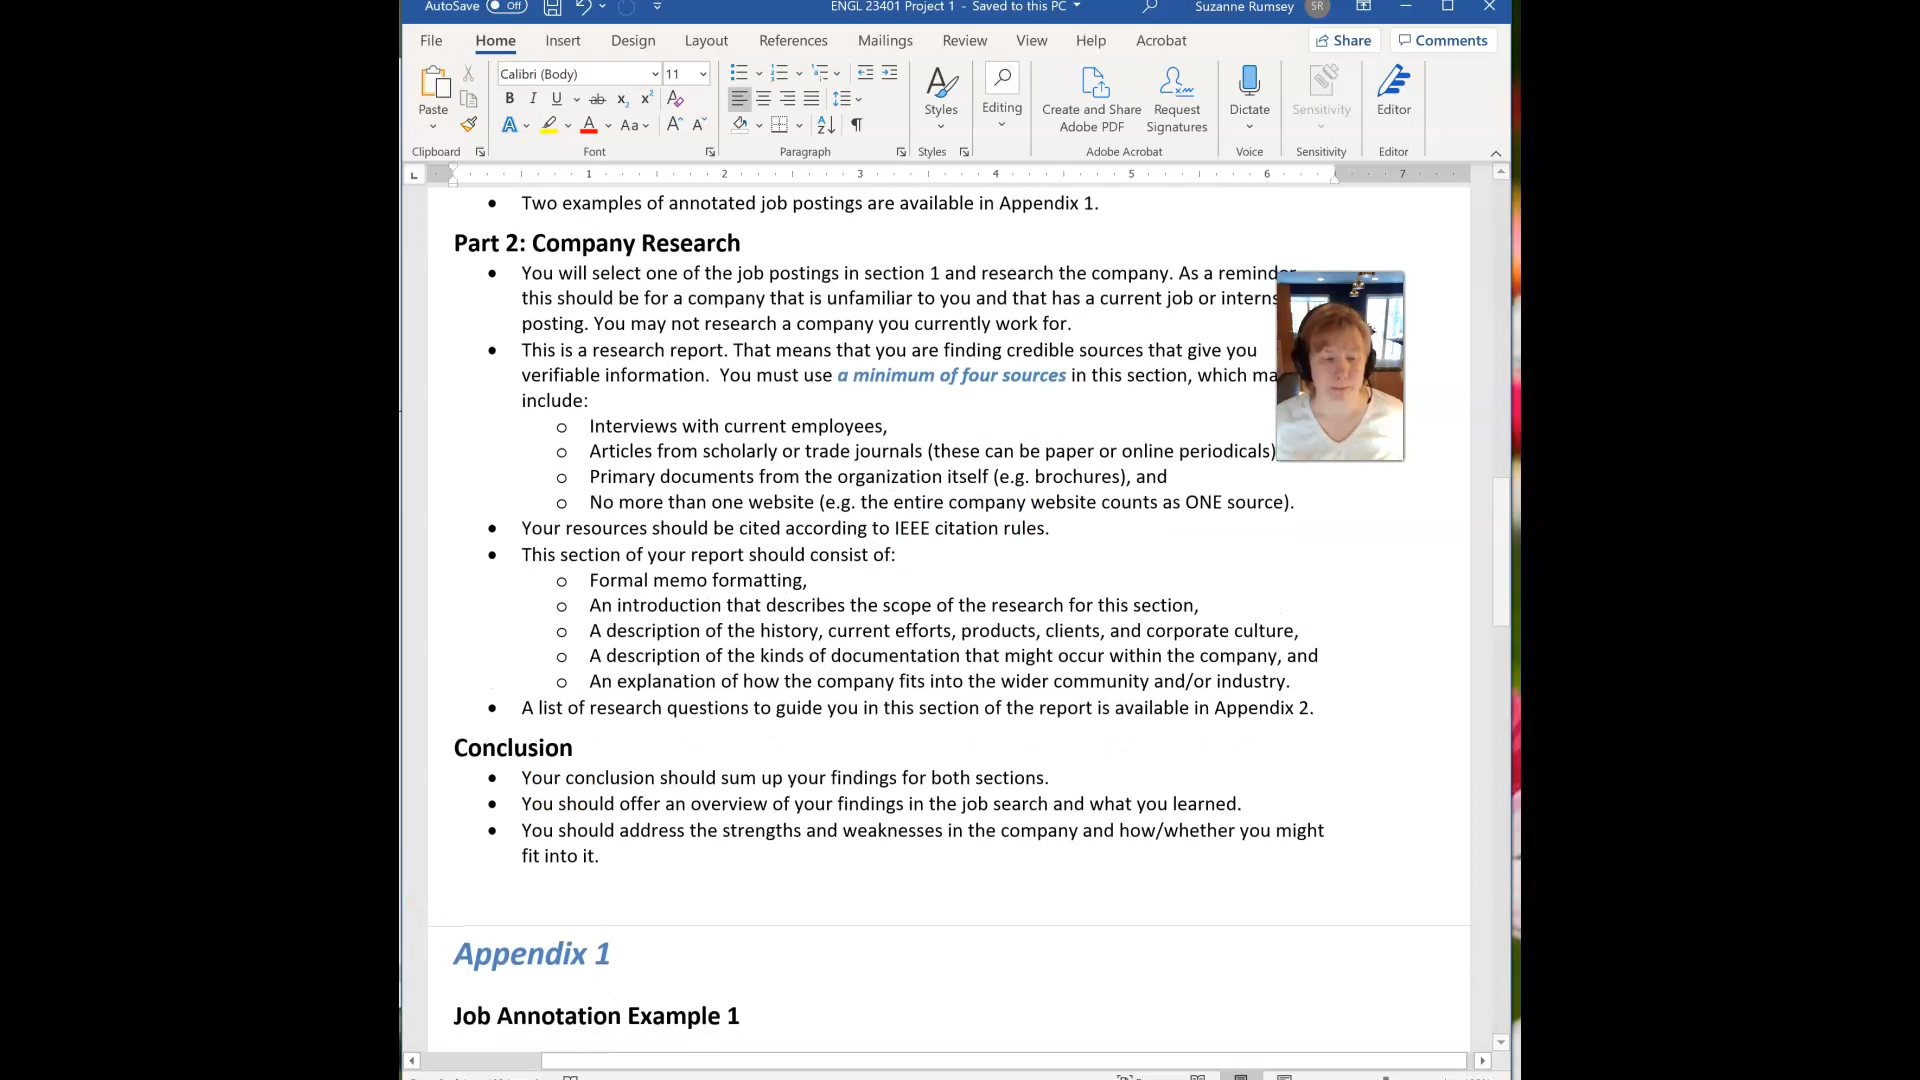 AutoSave Off ENGL 23401 Project 1 - Saved to this PC Suzanne Rumsey SR
File Home Insert Design Layout References Mailings Review View Help Acrobat Share Comments
Calibri (Body) 11
Paste Styles Editing Create and Share Adobe PDF Request Signatures Dictate Sensitivity Editor
Clipboard Font Paragraph Styles Adobe Acrobat Voice Sensitivity Editor
1 2 3 4 5 6 7
• Two examples of annotated job postings are available in Appendix 1.
Part 2: Company Research
• You will select one of the job postings in section 1 and research the company. As a
this should be for a company that is unfamiliar to you and that has a current job or
posting. You may not research a company you currently work for.
• This is a research report. That means that you are finding credible sources that give you
verifiable information. You must use a minimum of four sources in this section, which
include:
o Interviews with current employees,
o Articles from scholarly or trade journals (these can be paper or online periodicals)
o Primary documents from the organization itself (e.g. brochures), and
o No more than one website (e.g. the entire company website counts as ONE source).
• Your resources should be cited according to IEEE citation rules.
• This section of your report should consist of:
o Formal memo formatting,
o An introduction that describes the scope of the research for this section,
o A description of the history, current efforts, products, clients, and corporate culture,
o A description of the kinds of documentation that might occur within the company, and
o An explanation of how the company fits into the wider community and/or industry.
• A list of research questions to guide you in this section of the report is available in Appendix 2.
Conclusion
• Your conclusion should sum up your findings for both sections.
• You should offer an overview of your findings in the job search and what you learned.
• You should address the strengths and weaknesses in the company and how/whether you might
fit into it.
Appendix 1
Job Annotation Example 1